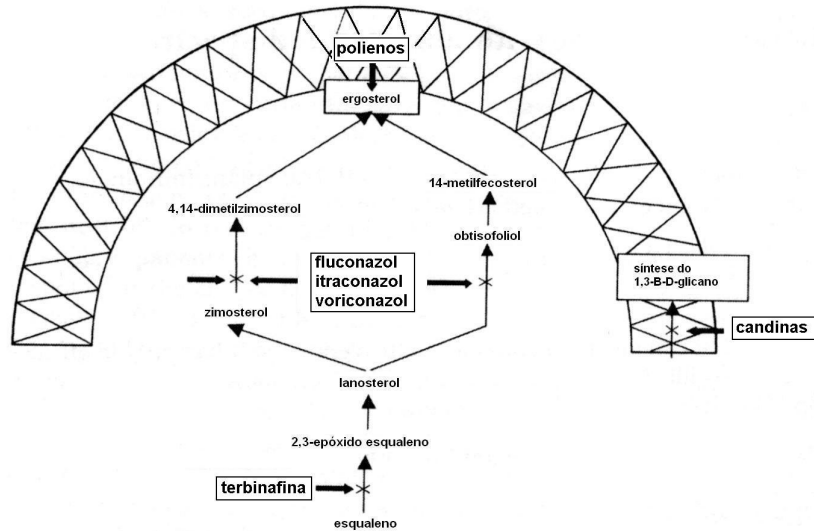 polienos
ergosterol
14-metilfecosterol
4,14-dimetilzimosterol
obtisofoliol
fluconazol
itraconazol
voriconazol
síntese do
1,3-B-D-glicano
zimosterol
candinas
lanosterol
2,3-epóxido esqualeno
terbinafina
esqualeno